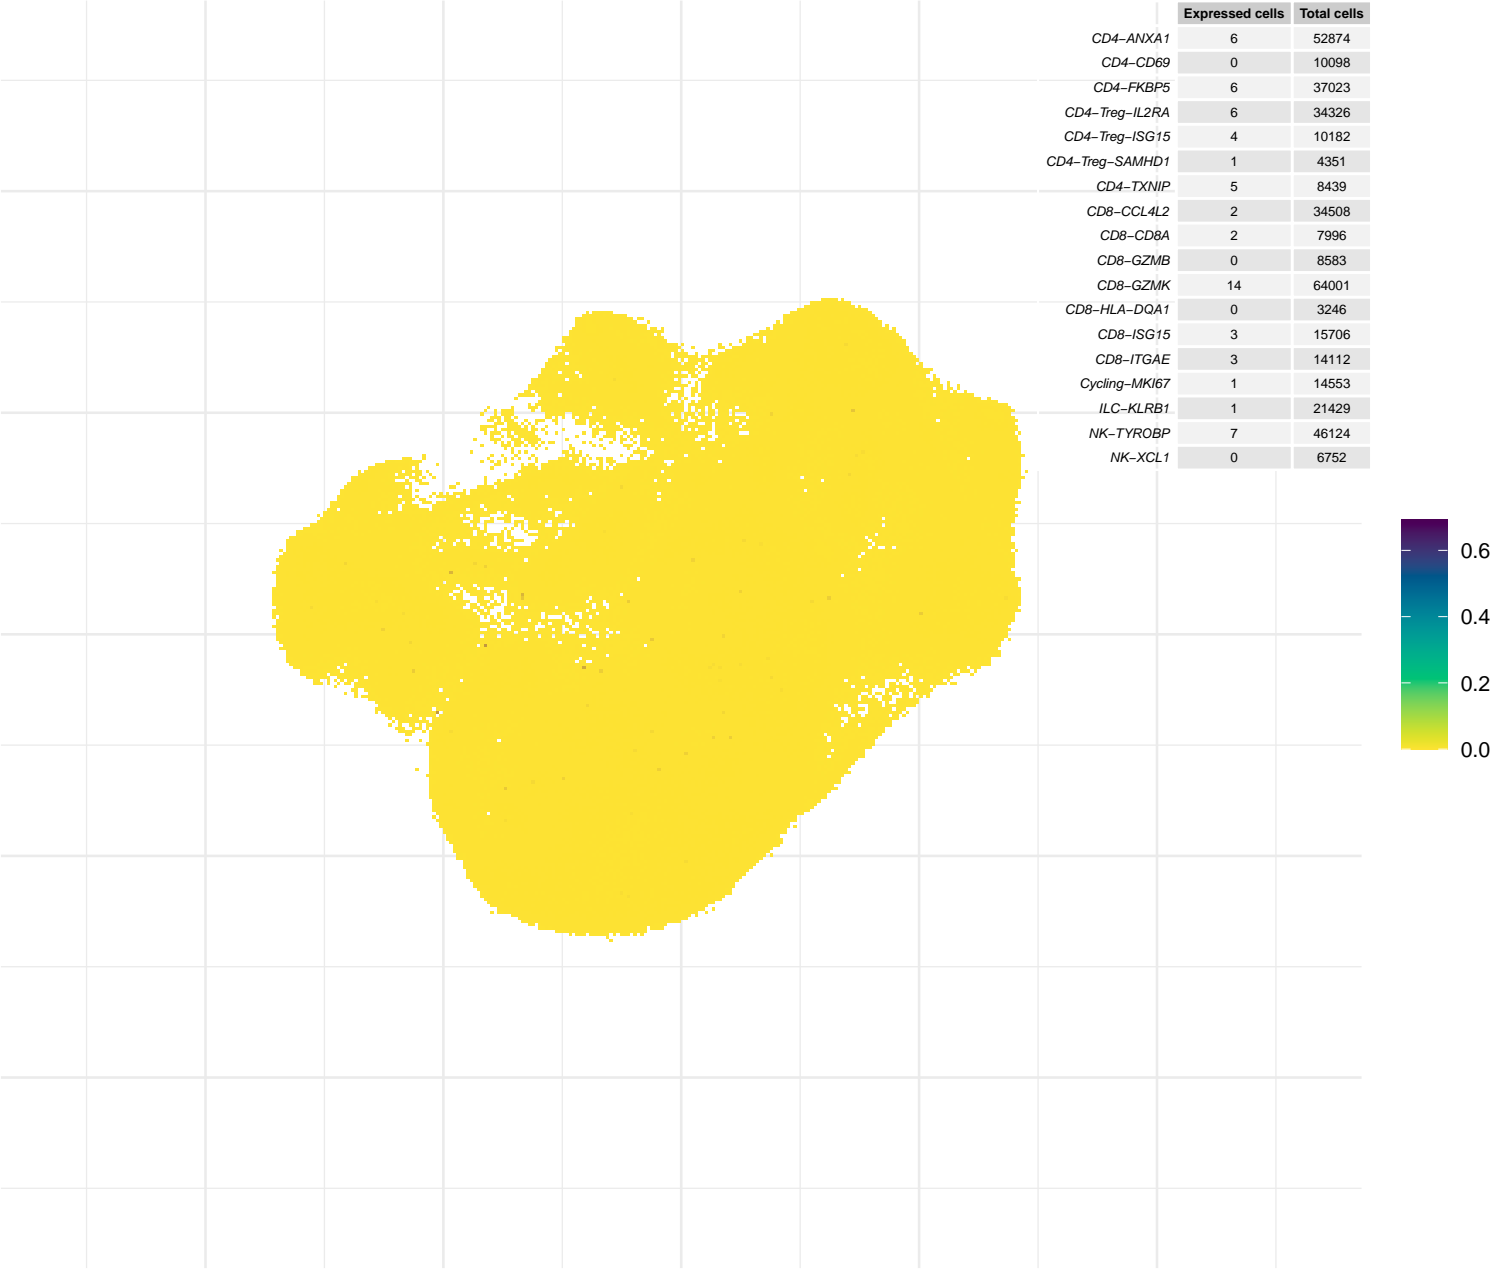 Expressed cells Total cells
CD4−ANXA1 6 52874
CD4−CD69 0 10098
CD4−FKBP5 6 37023
CD4−Treg−IL2RA 6 34326
CD4−Treg−ISG15 4 10182
CD4−Treg−SAMHD1 1 4351
CD4−TXNIP 5 8439
CD8−CCL4L2 2 34508
CD8−CD8A 2 7996
CD8−GZMB 0 8583
CD8−GZMK 14 64001
CD8−HLA−DQA1 0 3246
CD8−ISG15 3 15706
CD8−ITGAE 3 14112
Cycling−MKI67 1 14553
ILC−KLRB1 1 21429
NK−TYROBP 7 46124
NK−XCL1 0 6752
0.6
0.4
0.2
0.0